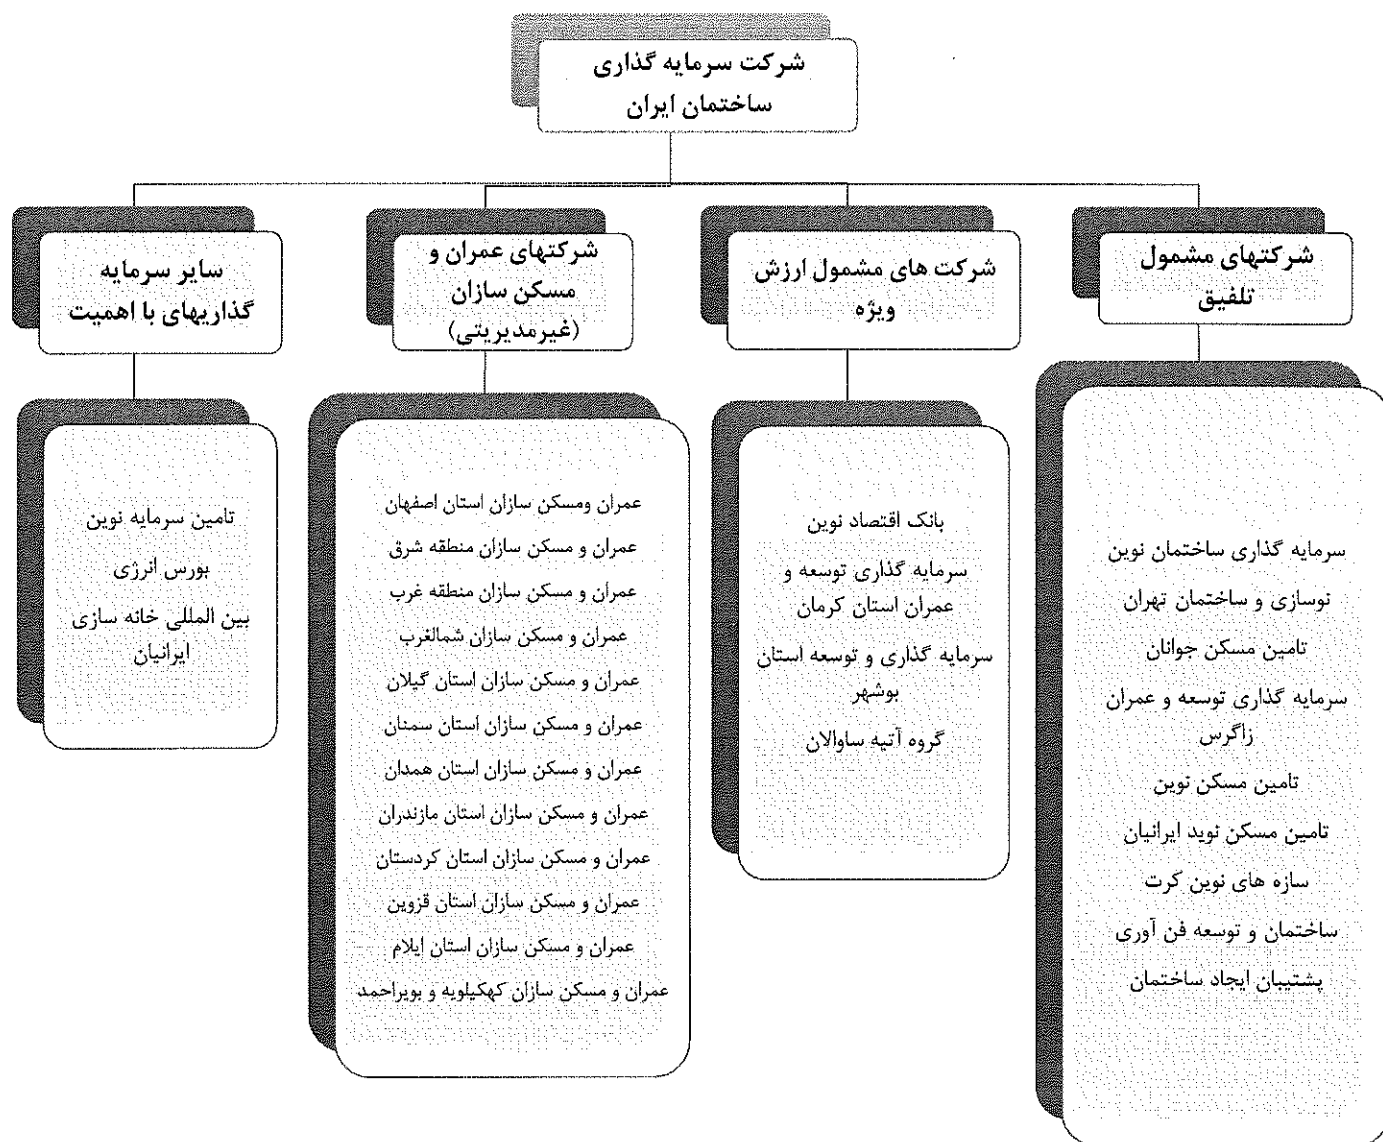 شرکت سرمایه گذاری
ساختمان ایران
شرکتهای مشمول
تلفیق
سرمایه گذاری ساختمان نوین
نوسازی و ساختمان تهران
تامین مسکن جوانان
سرمایه گذاری توسعه و عمران
زاگرس
تامین مسکن نوین
تامین مسکن نوید ایرانیان
سازه های نوین کرت
ساختمان و توسعه فن آوری
پشتیبان ایجاد ساختمان
شرکت های مشمول ارزش
ویژه
بانک اقتصاد نوین
سرمایه گذاری توسعه و
عمران استان کرمان
سرمایه گذاری و توسعه استان
بوشهر
گروه آتیه ساوالان
شرکتهای عمران و
مسکن سازان
(غیرمدیریتی)
عمران ومسکن سازان استان اصفهان
عمران و مسکن سازان منطقه شرق
عمران و مسکن سازان منطقه غرب
عمران و مسکن سازان شمالغرب
عمران و مسکن سازان استان گیلان
عمران و مسکن سازان استان سمنان
عمران و مسکن سازان استان همدان
عمران و مسکن سازان استان مازندران
عمران و مسکن سازان استان کردستان
عمران و مسکن سازان استان قزوین
عمران و مسکن سازان استان ایلام
عمران و مسکن سازان کهکیلویه و بویراحمد
سایر سرمایه
گذاریهای با اهمیت
تامین سرمایه نوین
بورس انرژی
بین المللی خانه سازی
ایرانیان